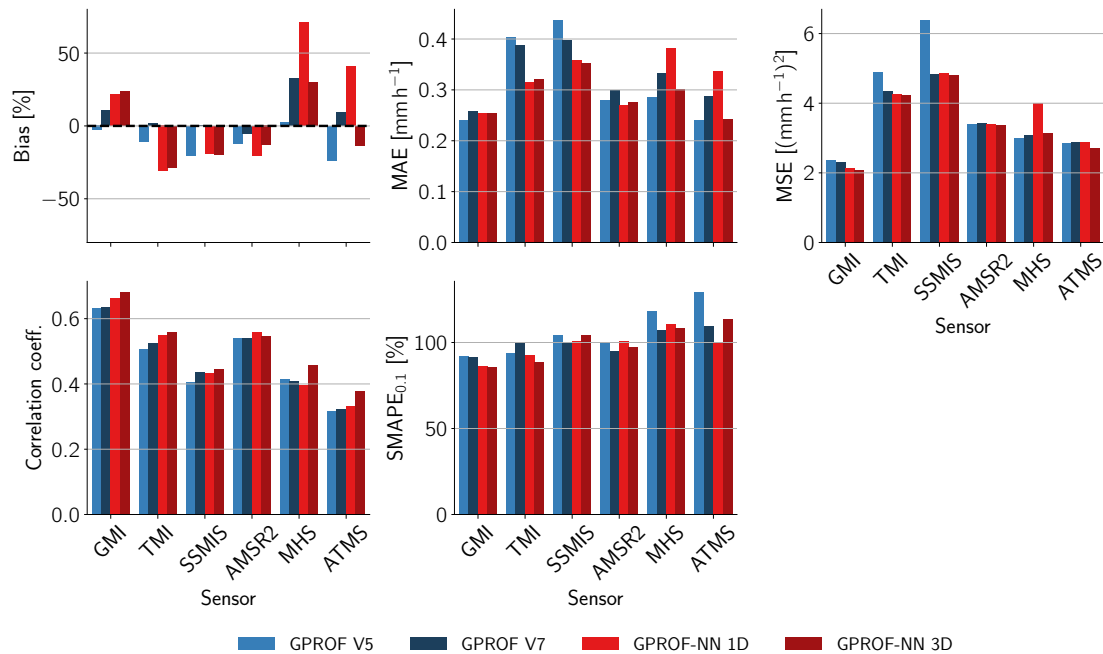 Bias [%]
50
0
−50
MAE [mm h⁻¹]
0.4
0.3
0.2
0.1
0.0
MSE [(mm h⁻¹)²]
6
4
2
0
GMI
TMI
SSMIS
AMSR2
MHS
ATMS
Sensor
Correlation coeff.
0.6
0.4
0.2
0.0
GMI
TMI
SSMIS
AMSR2
MHS
ATMS
Sensor
SMAPE₀.₁ [%]
100
50
0
GMI
TMI
SSMIS
AMSR2
MHS
ATMS
Sensor
GPROF V5
GPROF V7
GPROF-NN 1D
GPROF-NN 3D